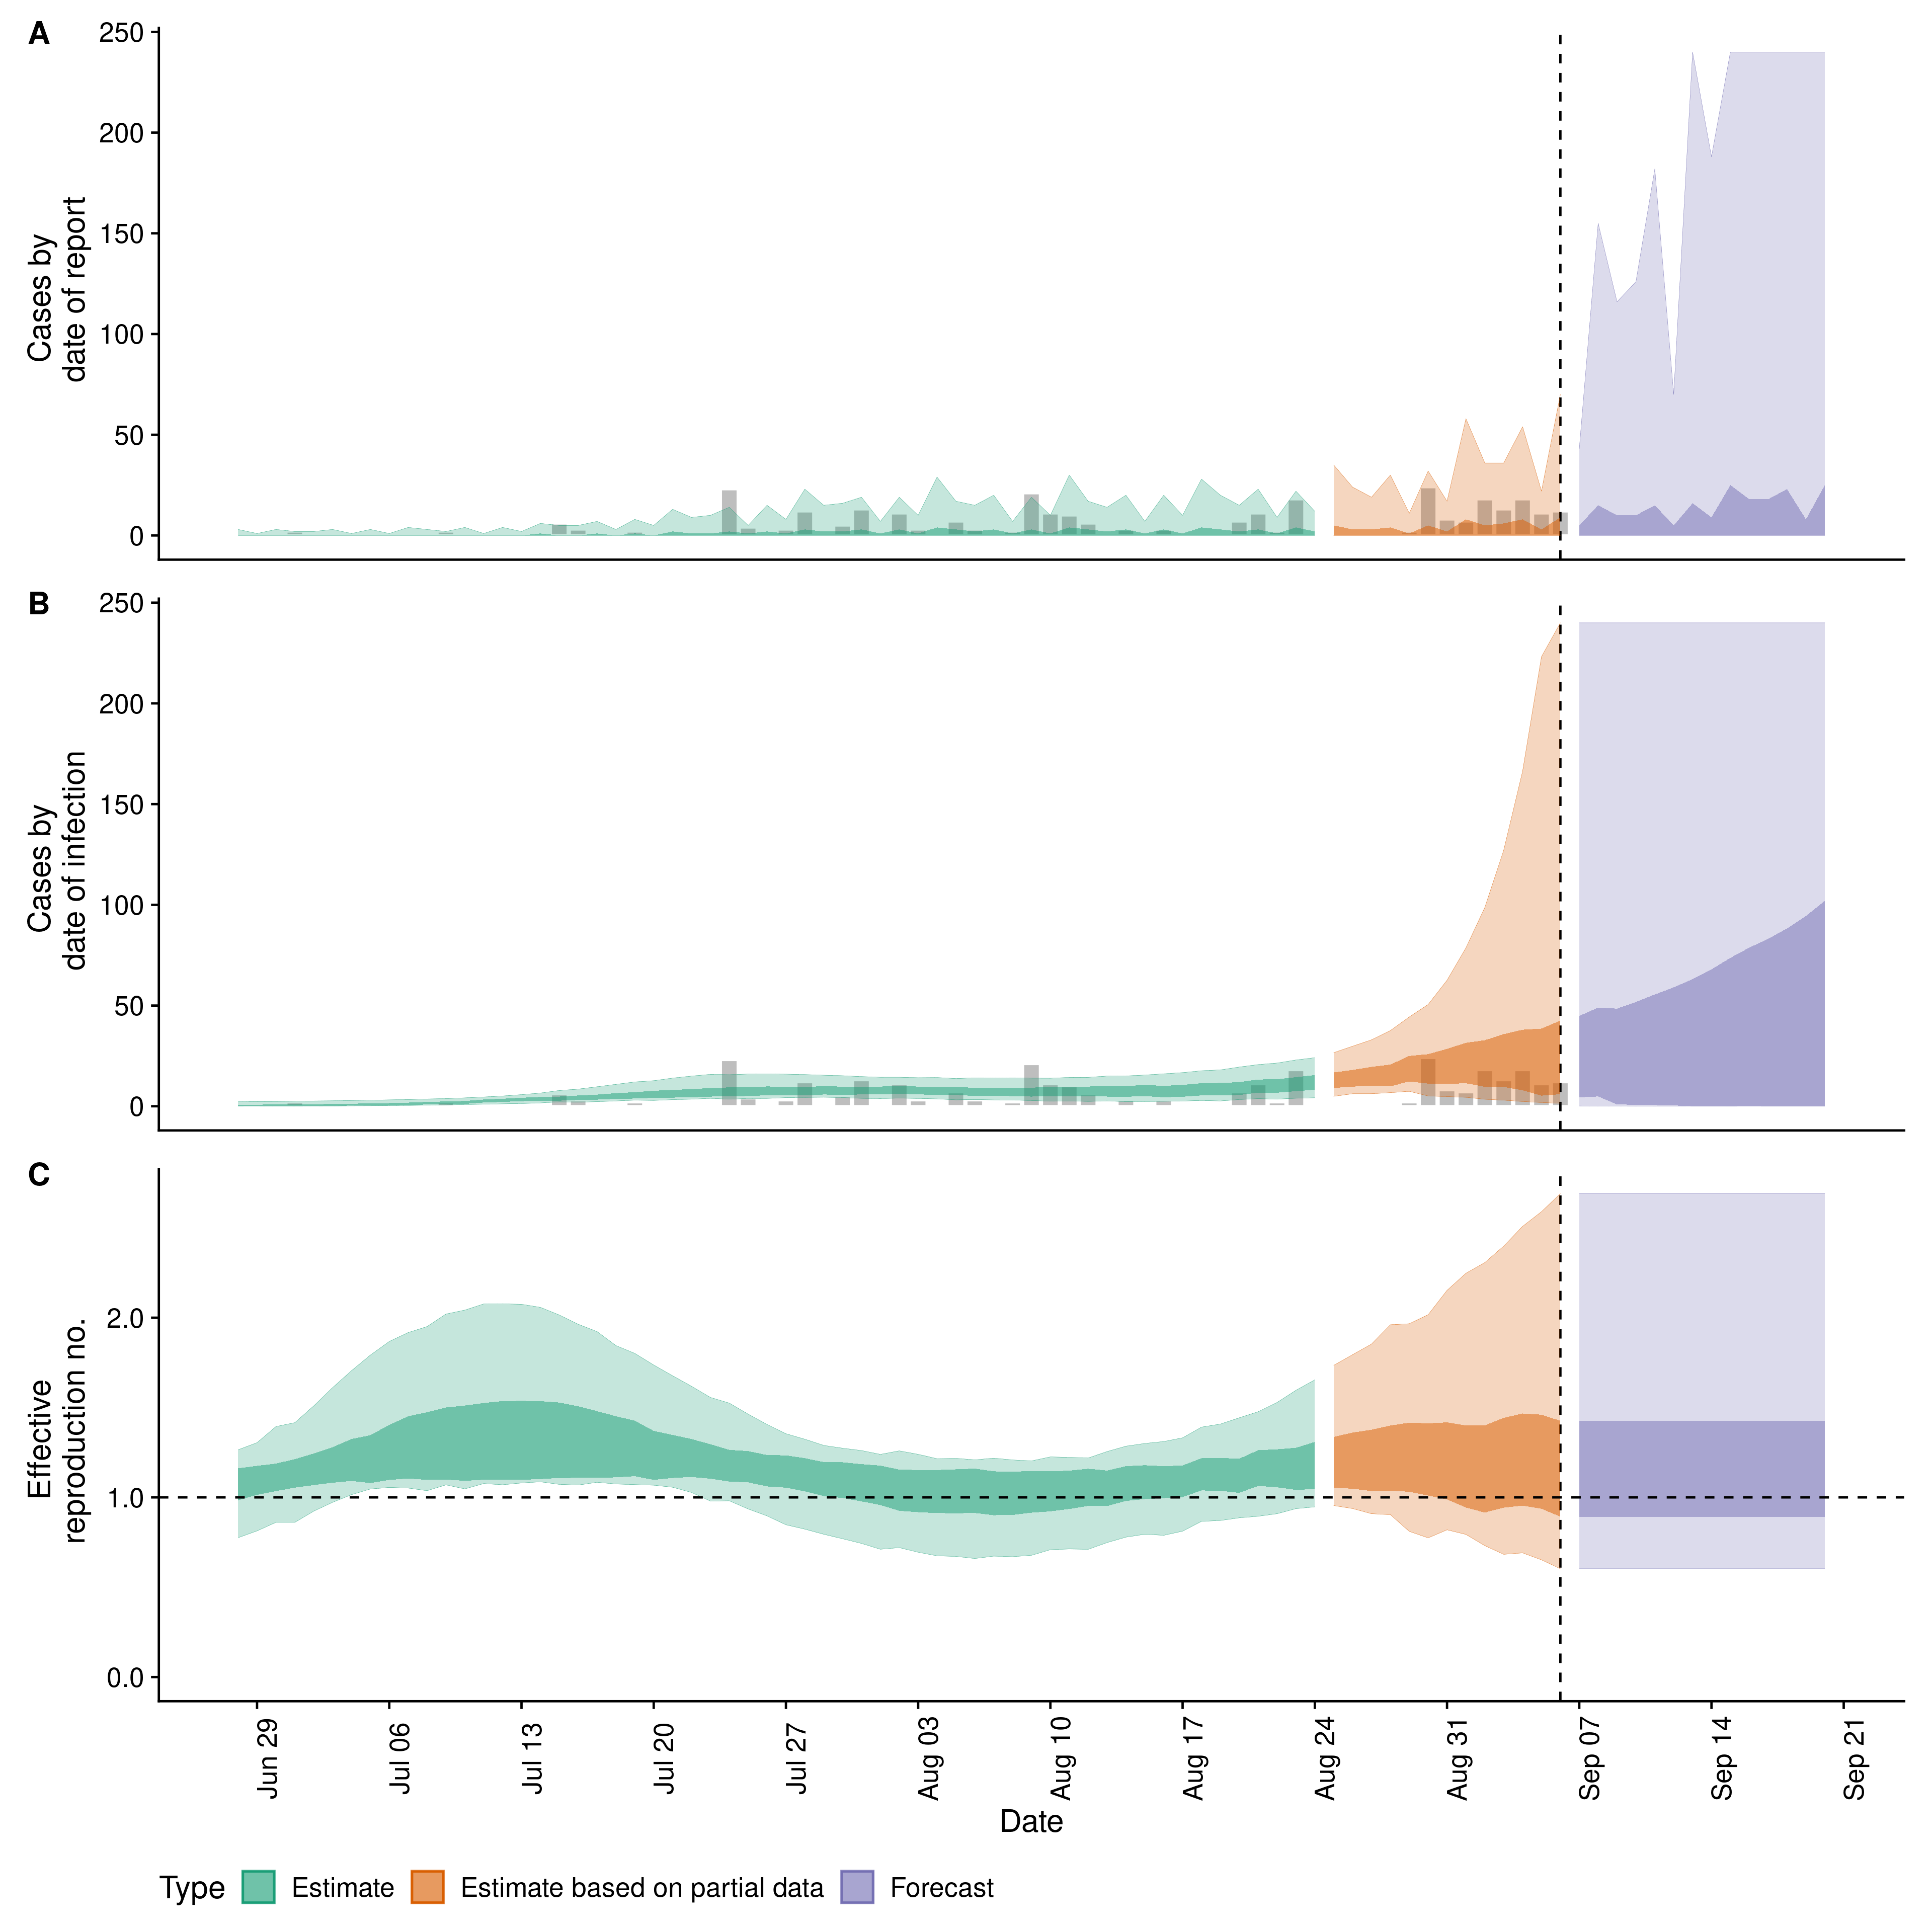 A
Cases by
date of report
250
200
150
100
50
0
B
Cases by
date of infection
250
200
150
100
50
0
C
Effective
reproduction no.
2.0
1.0
0.0
Jun 29
Jul 06
Jul 13
Jul 20
Jul 27
Aug 03
Aug 10
Aug 17
Aug 24
Aug 31
Sep 07
Sep 14
Sep 21
Date
Type Estimate Estimate based on partial data Forecast